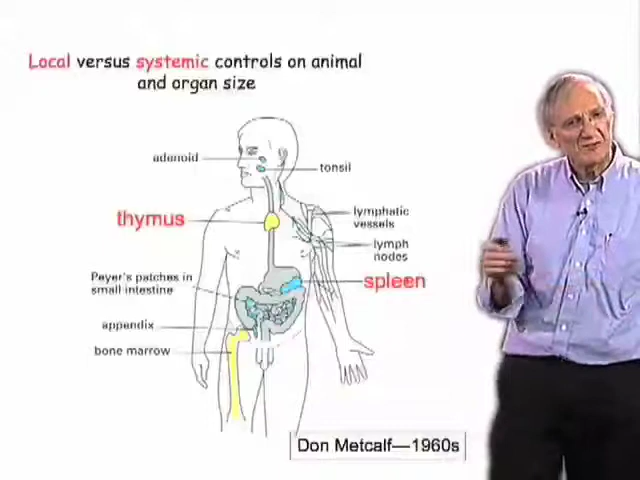 Local versus systemic controls on animal
and organ size
adenoid
tonsil
thymus
lymphatic
vessels
lymph
nodes
Peyer's patches in
small intestine
spleen
appendix
bone marrow
Don Metcalf—1960s